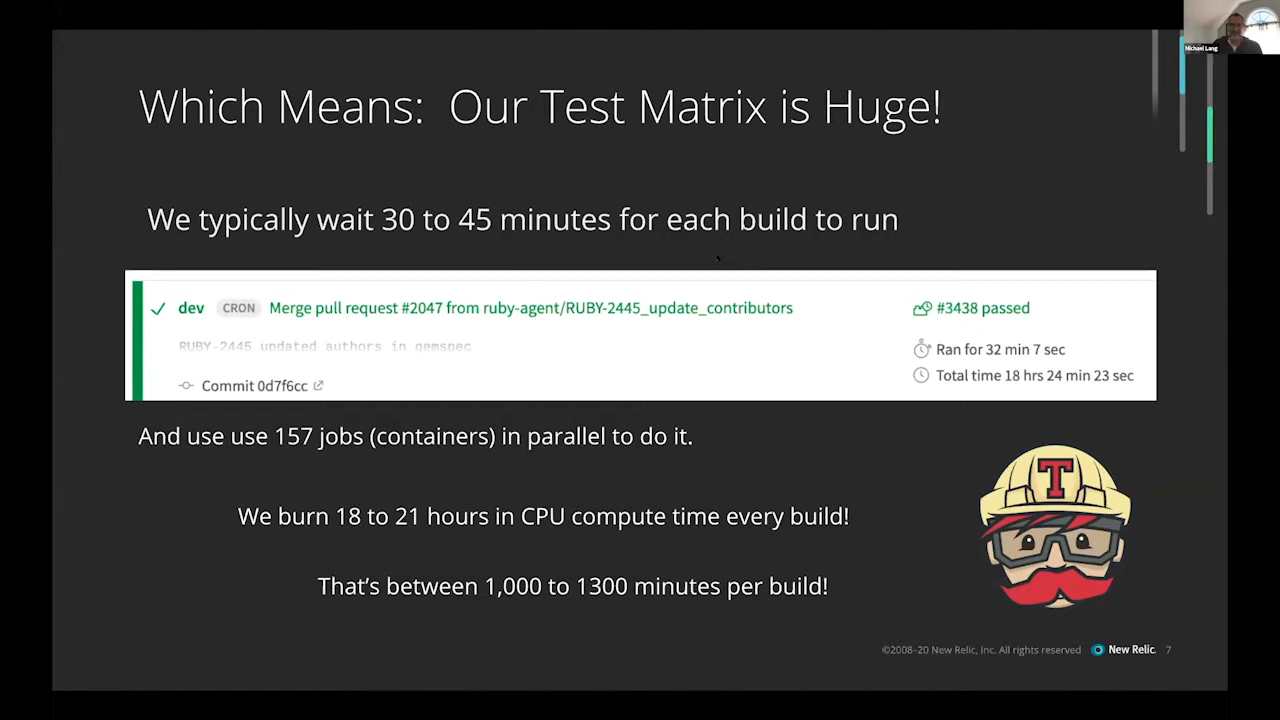 Michael Lang
Which Means: Our Test Matrix is Huge!
We typically wait 30 to 45 minutes for each build to run
dev CRON Merge pull request #2047 from ruby-agent/RUBY-2445_update_contributors
#3438 passed
RUBY-2445 updated authors in gemspec
Ran for 32 min 7 sec
Commit 0d7f6cc
Total time 18 hrs 24 min 23 sec
And use use 157 jobs (containers) in parallel to do it.
T
We burn 18 to 21 hours in CPU compute time every build!
That's between 1,000 to 1300 minutes per build!
©2008–20 New Relic, Inc. All rights reserved New Relic. 7